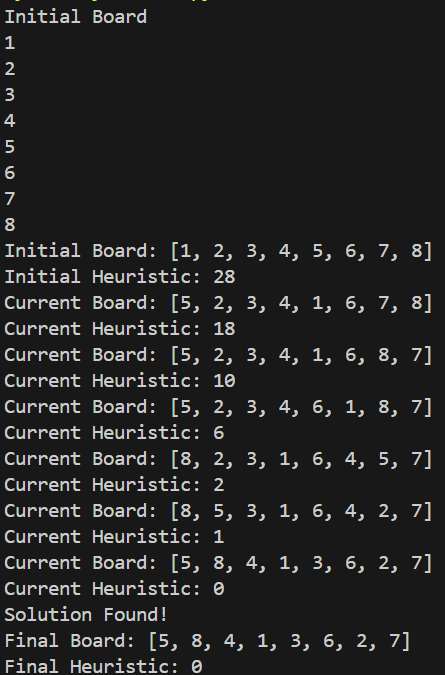 Initial Board
1
2
3
4
5
6
7
8
Initial Board: [1, 2, 3, 4, 5, 6, 7, 8]
Initial Heuristic: 28
Current Board: [5, 2, 3, 4, 1, 6, 7, 8]
Current Heuristic: 18
Current Board: [5, 2, 3, 4, 1, 6, 8, 7]
Current Heuristic: 10
Current Board: [5, 2, 3, 4, 6, 1, 8, 7]
Current Heuristic: 6
Current Board: [8, 2, 3, 1, 6, 4, 5, 7]
Current Heuristic: 2
Current Board: [8, 5, 3, 1, 6, 4, 2, 7]
Current Heuristic: 1
Current Board: [5, 8, 4, 1, 3, 6, 2, 7]
Current Heuristic: 0
Solution Found!
Final Board: [5, 8, 4, 1, 3, 6, 2, 7]
Final Heuristic: 0